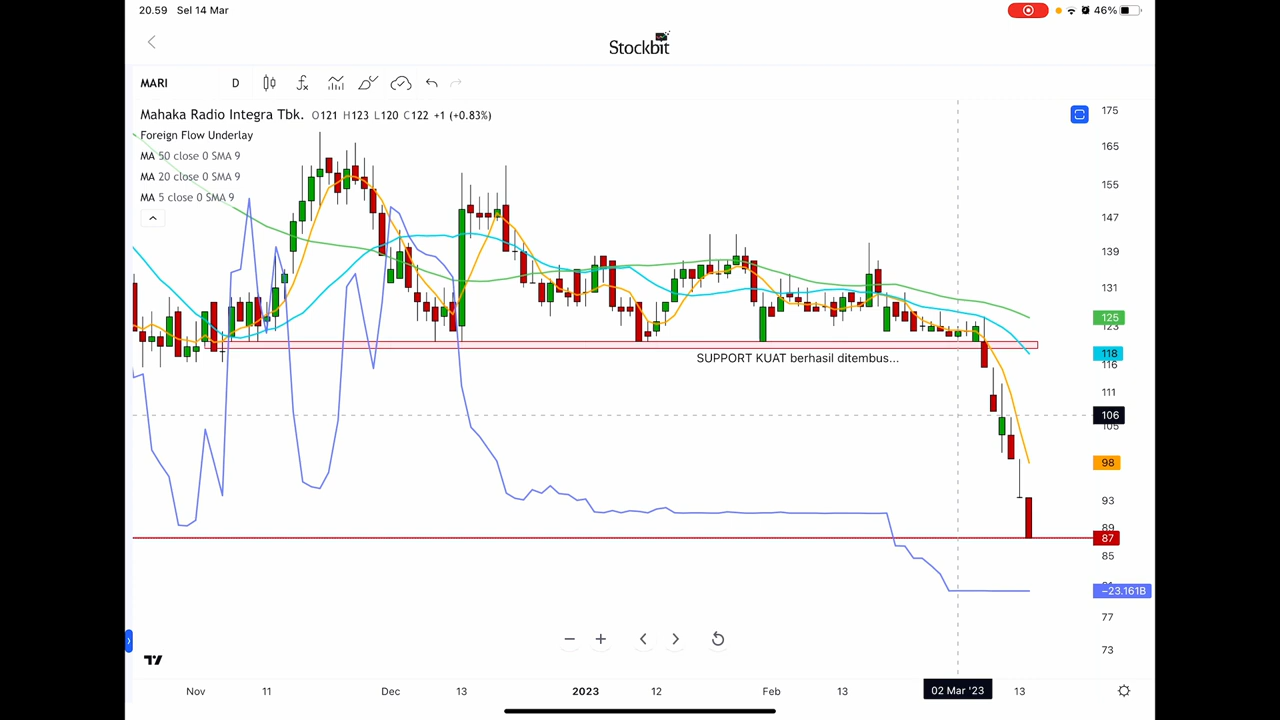 20.59 Sel 14 Mar
46%
Stockbit
MARI D
Mahaka Radio Integra Tbk. O121 H123 L120 C122 +1 (+0.83%)
Foreign Flow Underlay
MA 50 close 0 SMA 9
MA 20 close 0 SMA 9
MA 5 close 0 SMA 9
175
165
155
147
139
131
125
123
118
116
111
106
105
98
93
89
87
85
−23.161B
77
73
SUPPORT KUAT berhasil ditembus...
Nov 11 Dec 13 2023 12 Feb 13 02 Mar '23 13